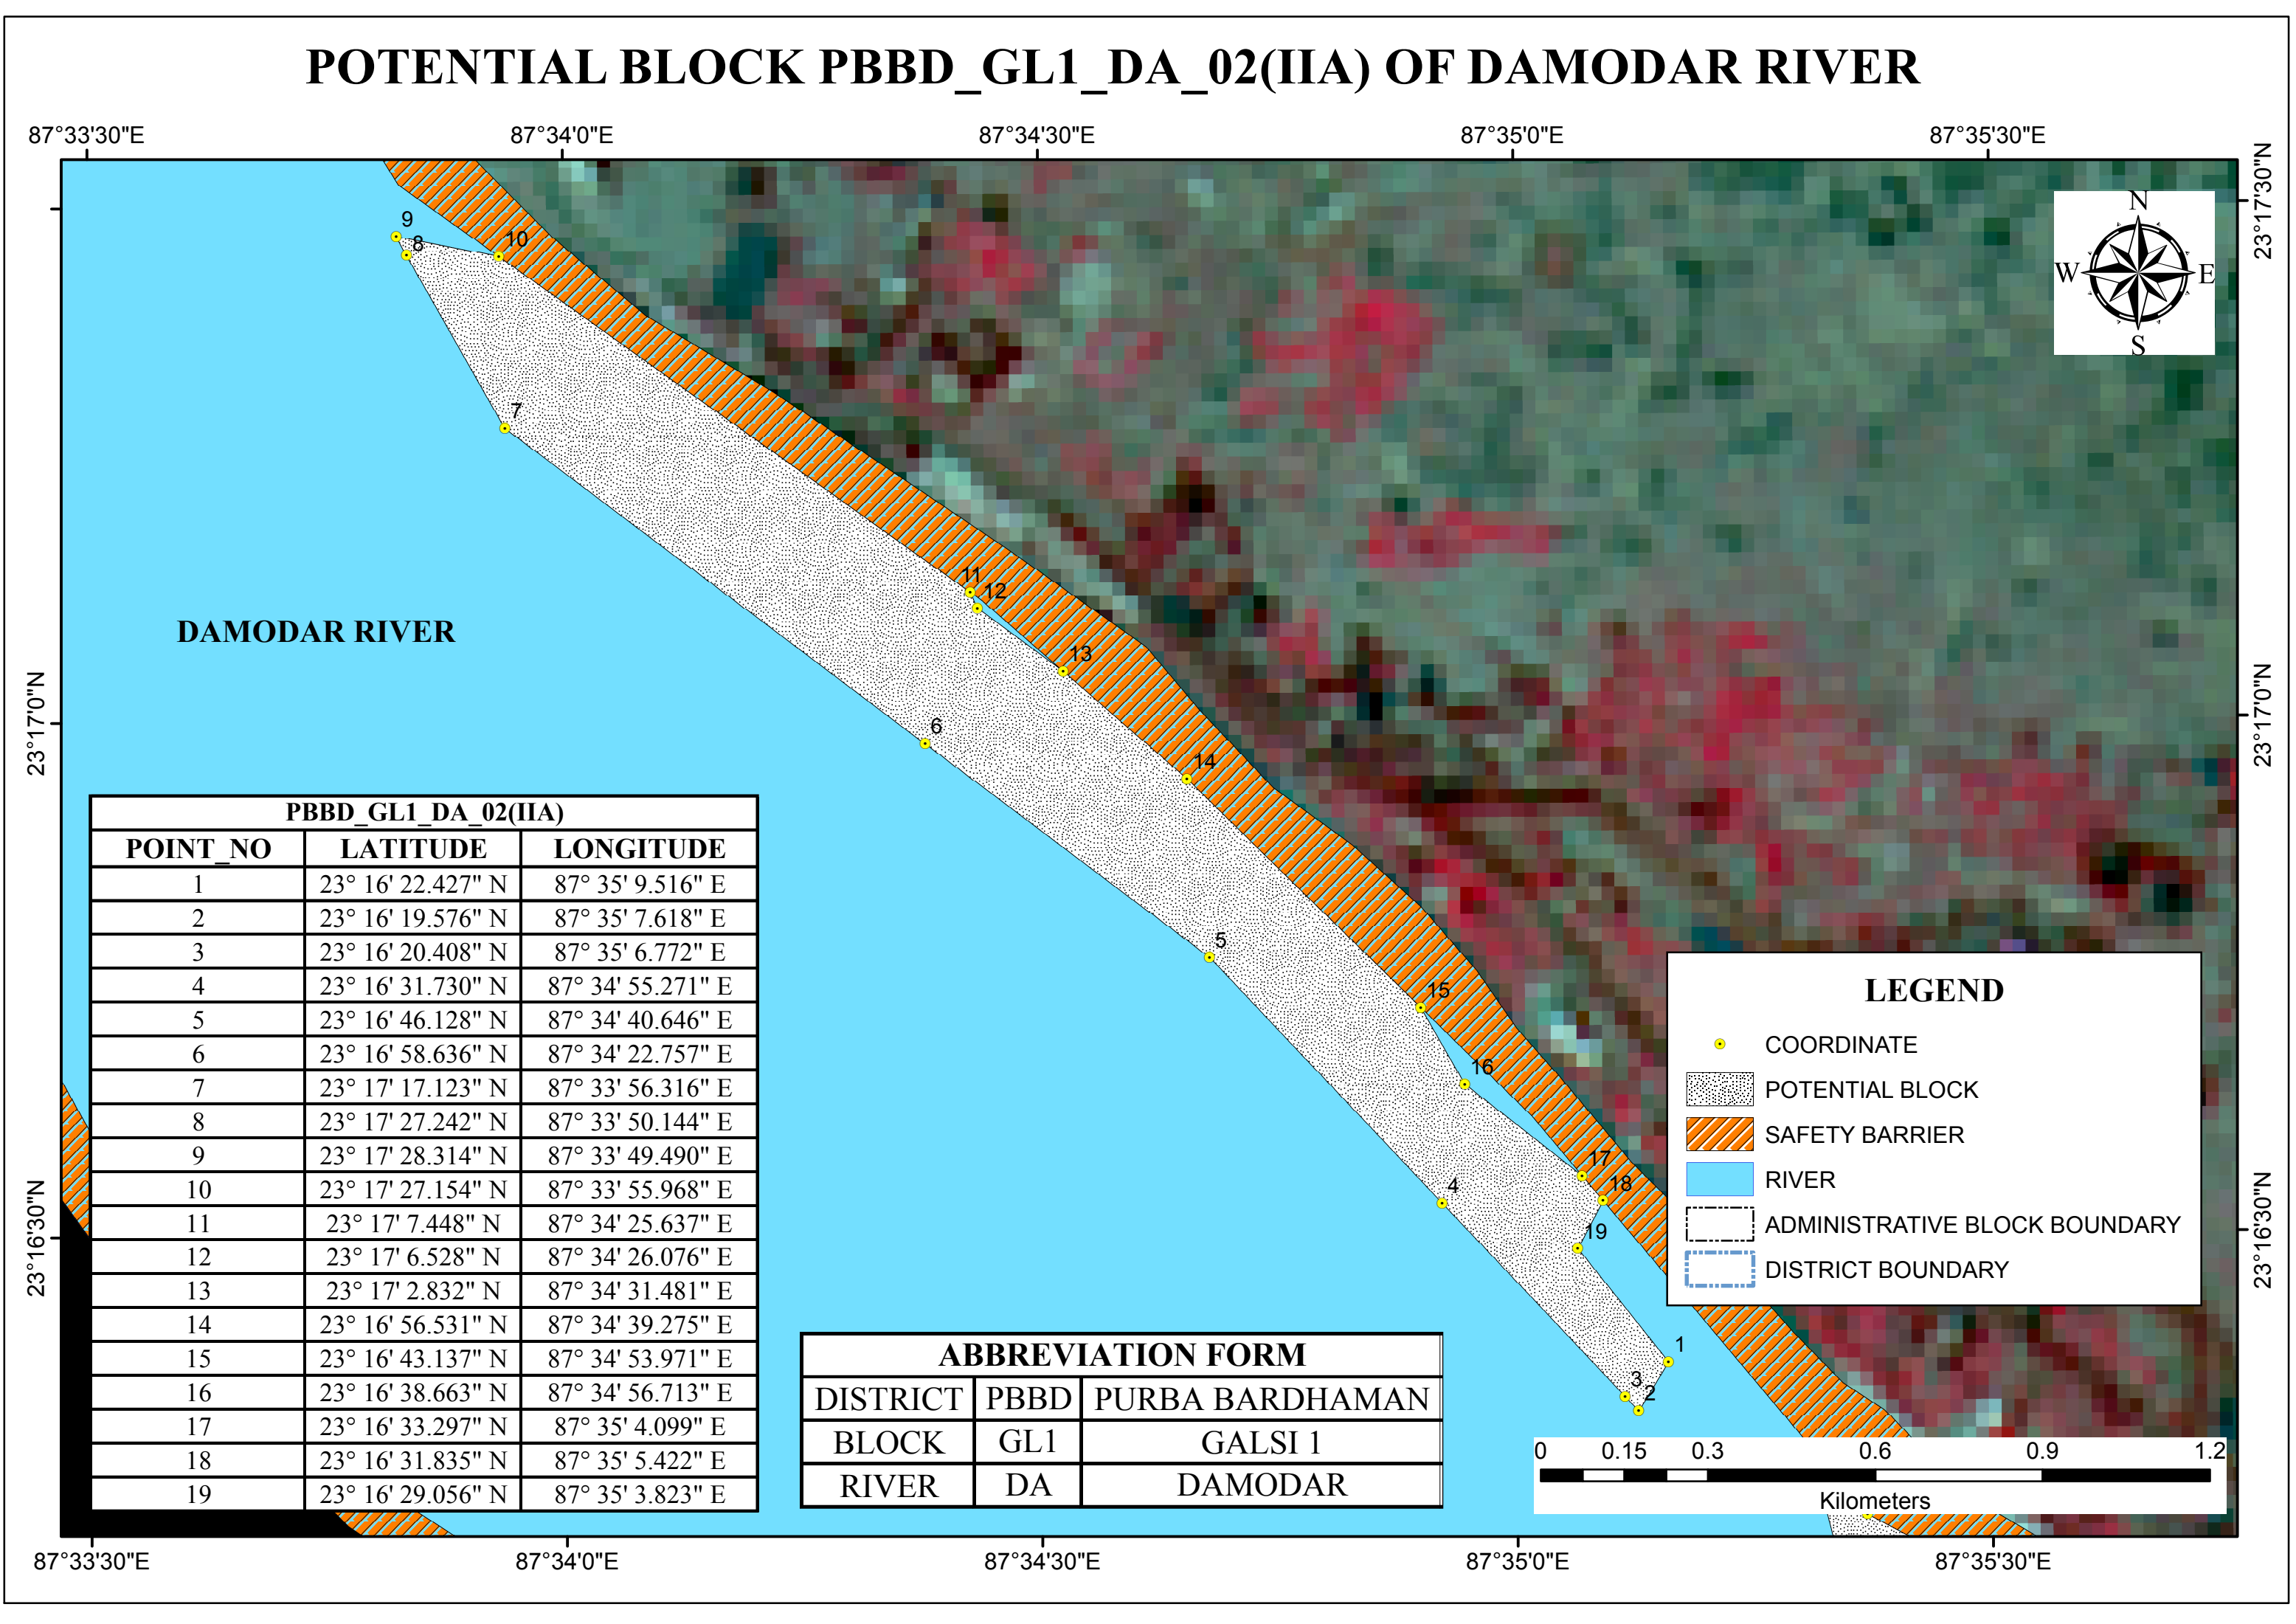 POTENTIAL BLOCK PBBD_GL1_DA_02(IIA) OF DAMODAR RIVER
87°33'30"E 87°34'0"E 87°34'30"E 87°35'0"E 87°35'30"E
23°17'30"N
N
W E
S
9
8
10
7
11
12
DAMODAR RIVER
13
23°17'0"N 23°17'0"N
6
14
5
15
16
17
4
18
19
23°16'30"N 23°16'30"N
1
3
2
PBBD_GL1_DA_02(IIA)
POINT_NO LATITUDE LONGITUDE
1 23° 16' 22.427" N 87° 35' 9.516" E
2 23° 16' 19.576" N 87° 35' 7.618" E
3 23° 16' 20.408" N 87° 35' 6.772" E
4 23° 16' 31.730" N 87° 34' 55.271" E
5 23° 16' 46.128" N 87° 34' 40.646" E
6 23° 16' 58.636" N 87° 34' 22.757" E
7 23° 17' 17.123" N 87° 33' 56.316" E
8 23° 17' 27.242" N 87° 33' 50.144" E
9 23° 17' 28.314" N 87° 33' 49.490" E
10 23° 17' 27.154" N 87° 33' 55.968" E
11 23° 17' 7.448" N 87° 34' 25.637" E
12 23° 17' 6.528" N 87° 34' 26.076" E
13 23° 17' 2.832" N 87° 34' 31.481" E
14 23° 16' 56.531" N 87° 34' 39.275" E
15 23° 16' 43.137" N 87° 34' 53.971" E
16 23° 16' 38.663" N 87° 34' 56.713" E
17 23° 16' 33.297" N 87° 35' 4.099" E
18 23° 16' 31.835" N 87° 35' 5.422" E
19 23° 16' 29.056" N 87° 35' 3.823" E
LEGEND
COORDINATE
POTENTIAL BLOCK
SAFETY BARRIER
RIVER
ADMINISTRATIVE BLOCK BOUNDARY
DISTRICT BOUNDARY
ABBREVIATION FORM
DISTRICT PBBD PURBA BARDHAMAN
BLOCK GL1 GALSI 1
RIVER DA DAMODAR
0 0.15 0.3 0.6 0.9 1.2
Kilometers
87°33'30"E 87°34'0"E 87°34'30"E 87°35'0"E 87°35'30"E